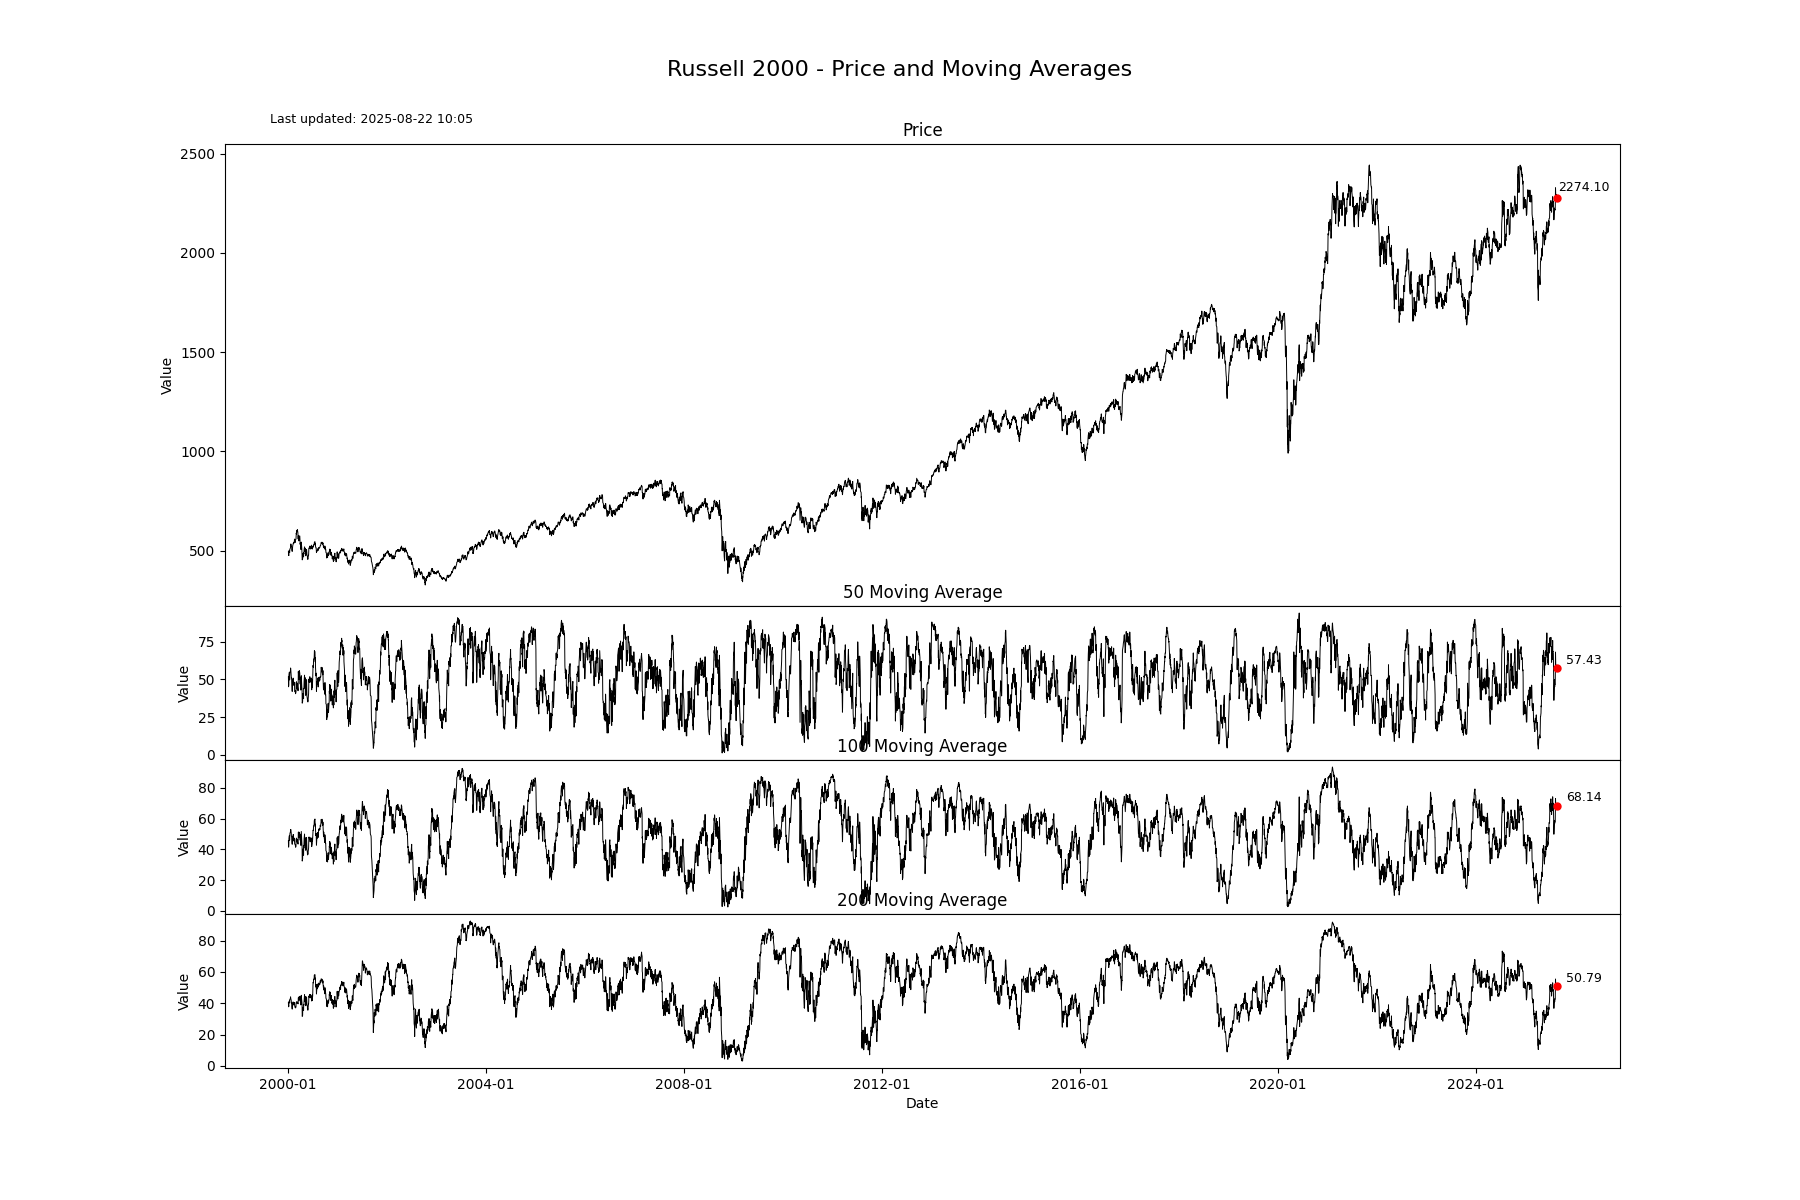 Russell 2000 - Price and Moving Averages
Last updated: 2025-08-22 10:05
Price
2500
2000
1500
1000
500
Value
2274.10
50 Moving Average
75
50
25
0
Value
57.43
100 Moving Average
80
60
40
20
0
Value
68.14
200 Moving Average
80
60
40
20
0
Value
50.79
2000-01 2004-01 2008-01 2012-01 2016-01 2020-01 2024-01
Date